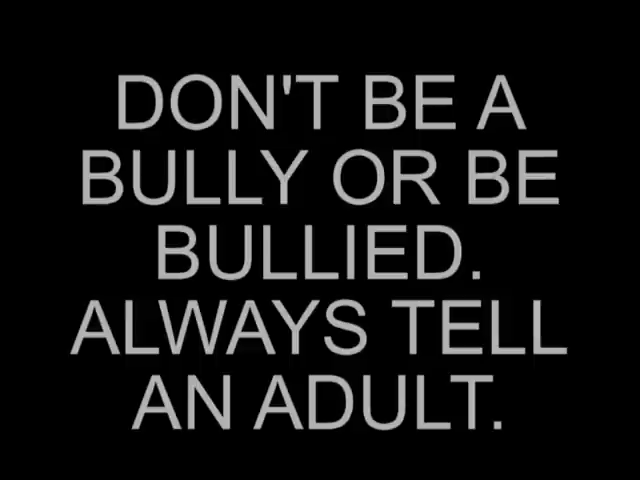 DON'T BE A
BULLY OR BE
BULLIED.
ALWAYS TELL
AN ADULT.